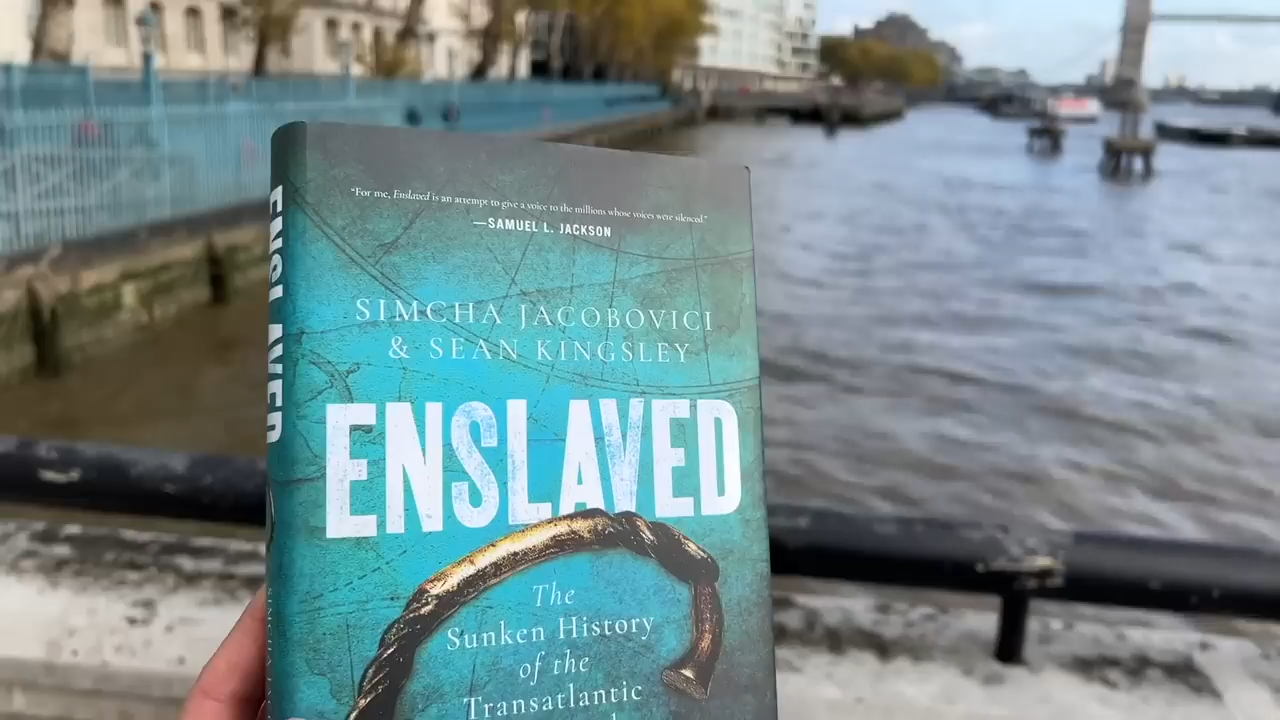 "For me, Enslaved is an attempt to give a voice to the millions whose voices were silenced."
—SAMUEL L. JACKSON
SIMCHA JACOBOVICI
& SEAN KINGSLEY
ENSLAVED
The
Sunken History
of the
Transatlantic
ENSLAVED